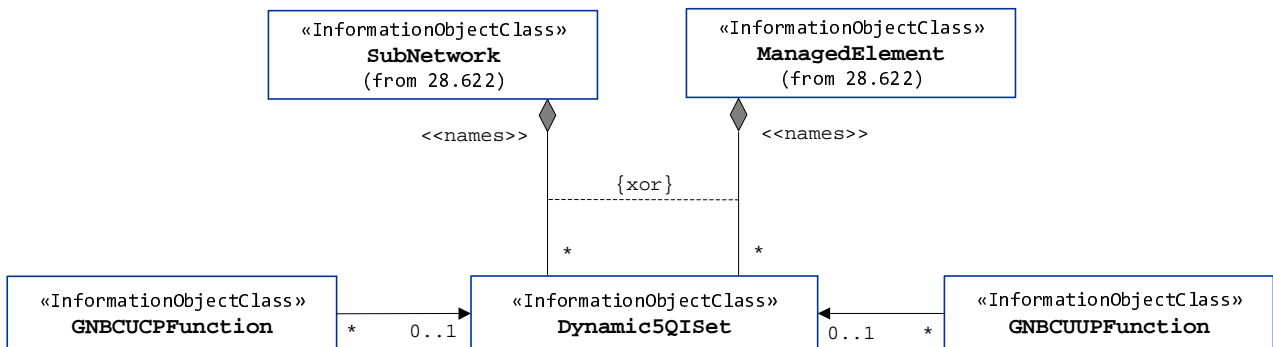 «InformationObjectClass»
SubNetwork
(from 28.622)
«InformationObjectClass»
ManagedElement
(from 28.622)
<<names>>
<<names>>
{xor}
*
*
«InformationObjectClass»
GNBCUCPFunction
*
0..1
«InformationObjectClass»
Dynamic5QISet
0..1
*
«InformationObjectClass»
GNBCUUPFunction